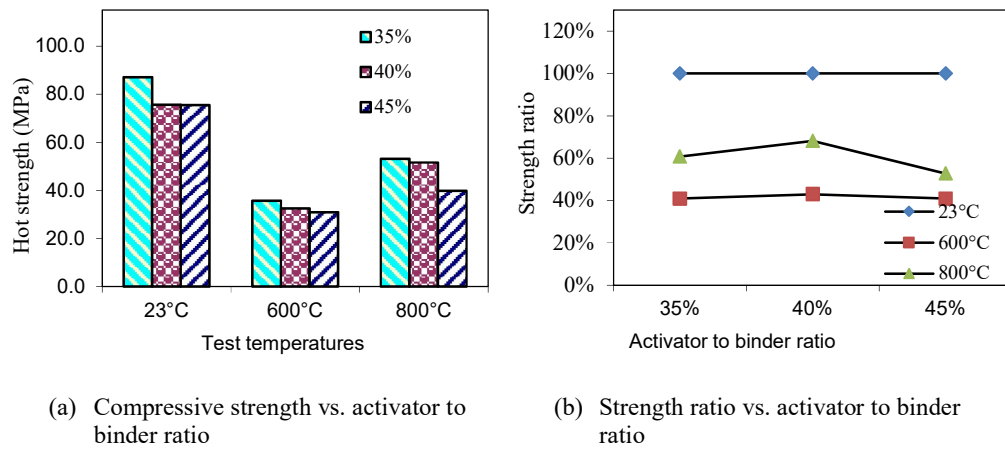 100.0
80.0
60.0
40.0
20.0
0.0
Hot strength (MPa)
35%
40%
45%
23°C 600°C 800°C
Test temperatures
120%
100%
80%
60%
40%
20%
0%
Strength ratio
23°C
600°C
800°C
35% 40% 45%
Activator to binder ratio
(a) Compressive strength vs. activator to
binder ratio
(b) Strength ratio vs. activator to binder
ratio